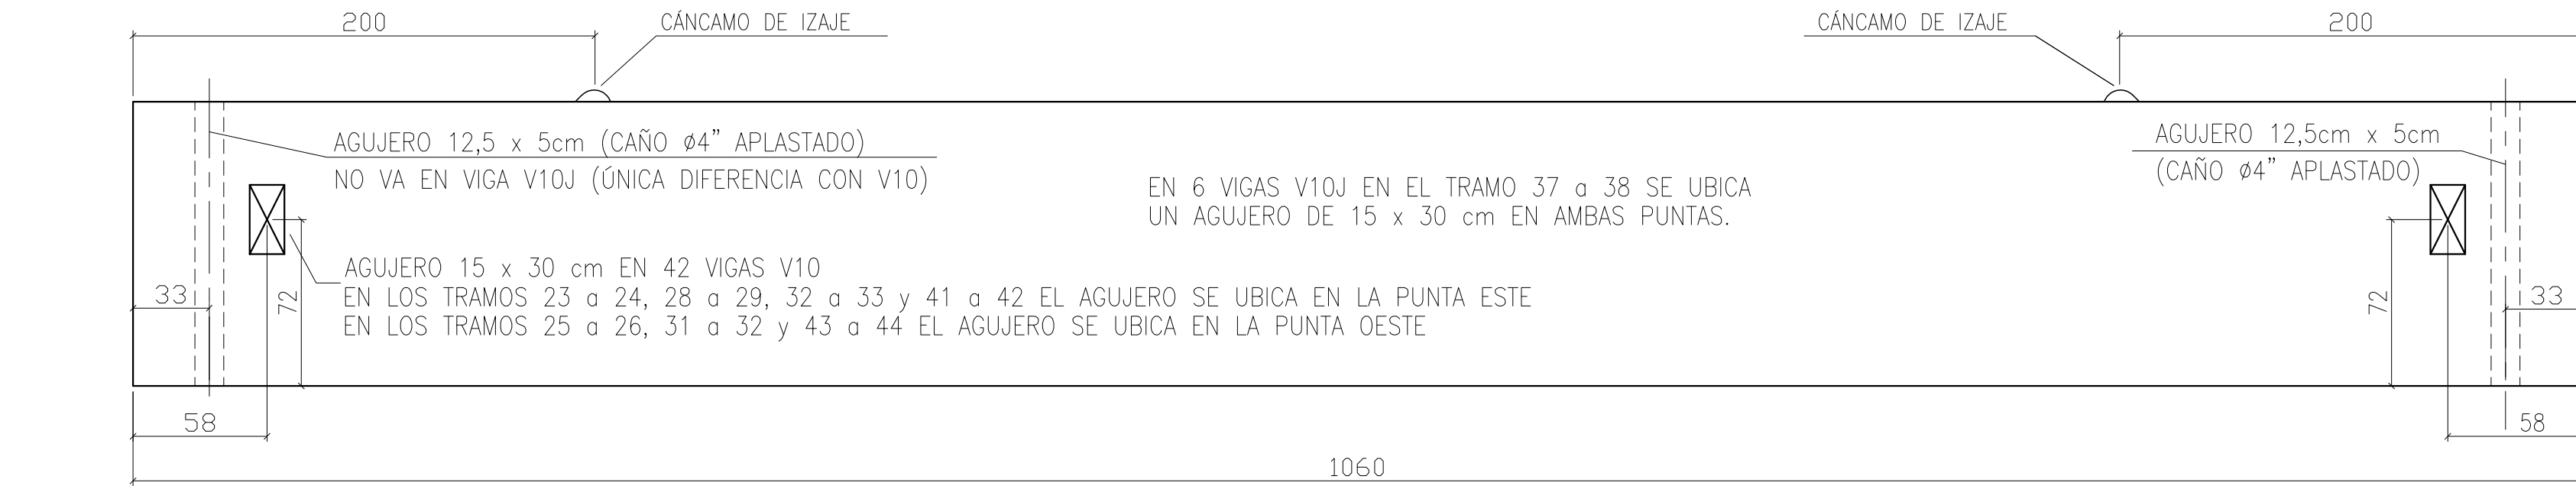 200
CÁNCAMO DE IZAJE
CÁNCAMO DE IZAJE
200
AGUJERO 12,5 x 5cm (CAÑO ø4” APLASTADO)
NO VA EN VIGA V10J (ÚNICA DIFERENCIA CON V10)
EN 6 VIGAS V10J EN EL TRAMO 37 a 38 SE UBICA
UN AGUJERO DE 15 x 30 cm EN AMBAS PUNTAS.
AGUJERO 12,5cm x 5cm
(CAÑO ø4” APLASTADO)
AGUJERO 15 x 30 cm EN 42 VIGAS V10
EN LOS TRAMOS 23 a 24, 28 a 29, 32 a 33 y 41 a 42 EL AGUJERO SE UBICA EN LA PUNTA ESTE
EN LOS TRAMOS 25 a 26, 31 a 32 y 43 a 44 EL AGUJERO SE UBICA EN LA PUNTA OESTE
33
72
72
33
58
58
1060